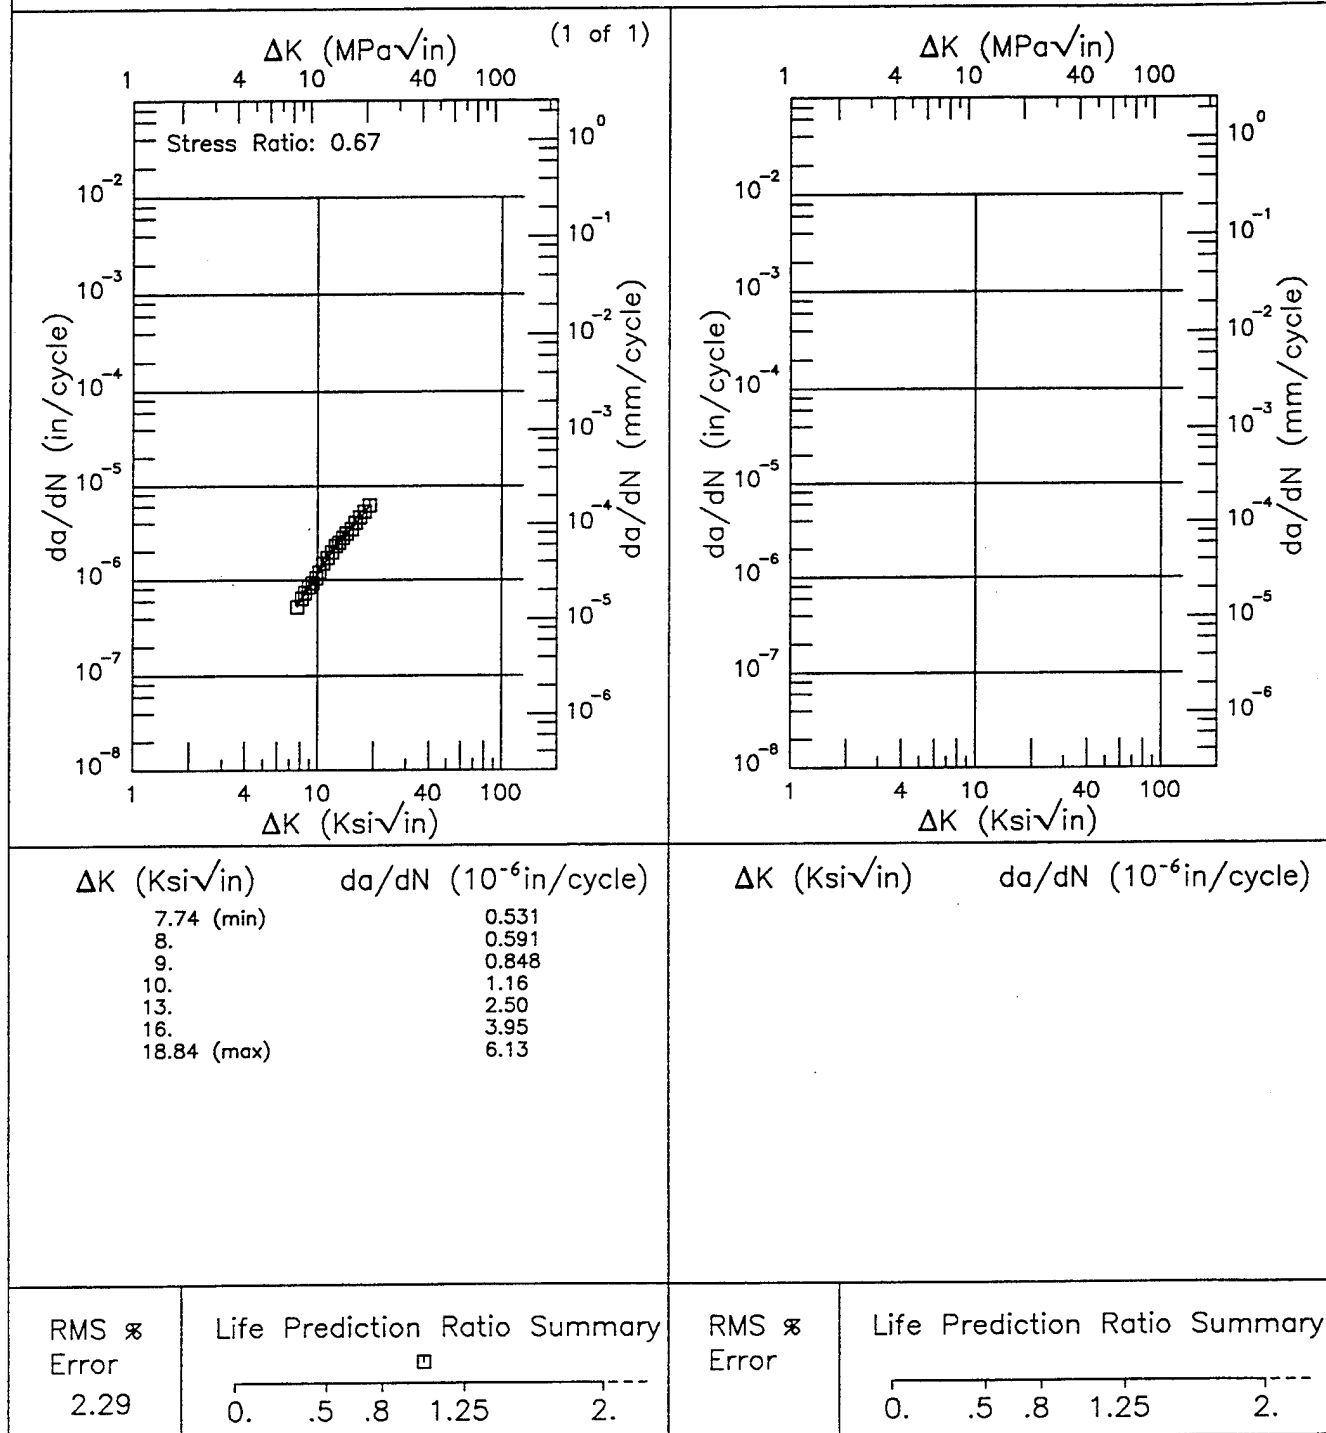 (1 of 1)
ΔK (MPa√in)
1 4 10 40 100
Stress Ratio: 0.67
da/dN (in/cycle)
10⁻²
10⁻³
10⁻⁴
10⁻⁵
10⁻⁶
10⁻⁷
10⁻⁸
da/dN (mm/cycle)
10⁰
10⁻¹
10⁻²
10⁻³
10⁻⁴
10⁻⁵
10⁻⁶
1 4 10 40 100
ΔK (Ksi√in)
ΔK (MPa√in)
1 4 10 40 100
da/dN (in/cycle)
10⁻²
10⁻³
10⁻⁴
10⁻⁵
10⁻⁶
10⁻⁷
10⁻⁸
da/dN (mm/cycle)
10⁰
10⁻¹
10⁻²
10⁻³
10⁻⁴
10⁻⁵
10⁻⁶
1 4 10 40 100
ΔK (Ksi√in)
ΔK (Ksi√in) da/dN (10⁻⁶in/cycle)
7.74 (min) 0.531
8. 0.591
9. 0.848
10. 1.16
13. 2.50
16. 3.95
18.84 (max) 6.13
ΔK (Ksi√in) da/dN (10⁻⁶in/cycle)
RMS %
Error
2.29
Life Prediction Ratio Summary
0. .5 .8 1.25 2.
RMS %
Error
Life Prediction Ratio Summary
0. .5 .8 1.25 2.